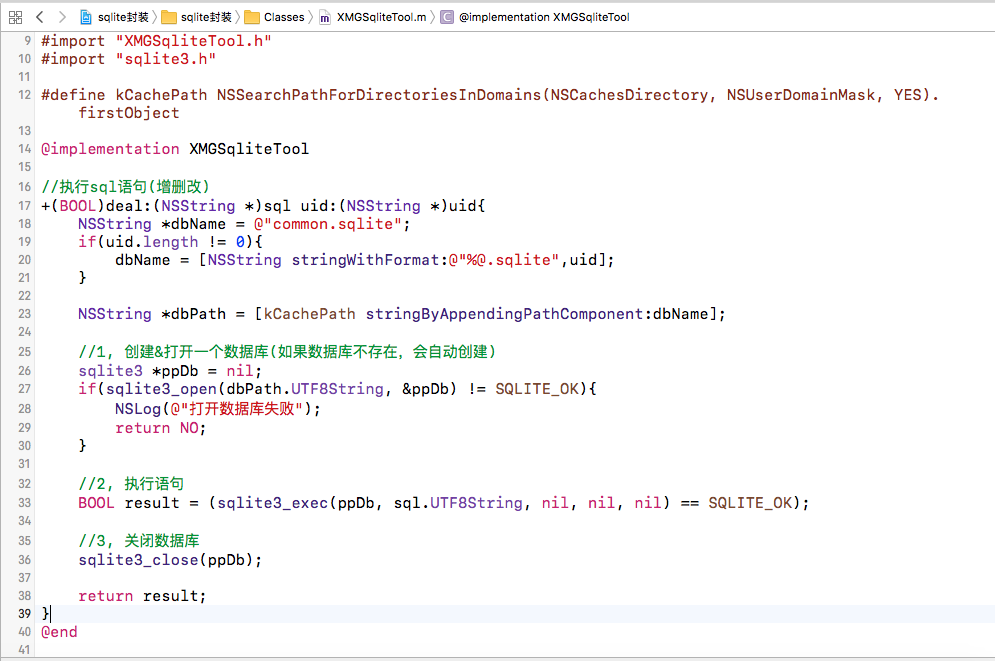 sqlite封装 sqlite封装 Classes m XMGSqliteTool.m C @implementation XMGSqliteTool
9 #import "XMGSqliteTool.h"
10 #import "sqlite3.h"
11
12 #define kCachePath NSSearchPathForDirectoriesInDomains(NSCachesDirectory, NSUserDomainMask, YES).
firstObject
13
14 @implementation XMGSqliteTool
15
16 //执行sql语句(增删改)
17 +(BOOL)deal:(NSString *)sql uid:(NSString *)uid{
18 NSString *dbName = @"common.sqlite";
19 if(uid.length != 0){
20 dbName = [NSString stringWithFormat:@"%@.sqlite",uid];
21 }
22
23 NSString *dbPath = [kCachePath stringByAppendingPathComponent:dbName];
24
25 //1, 创建&打开一个数据库(如果数据库不存在, 会自动创建)
26 sqlite3 *ppDb = nil;
27 if(sqlite3_open(dbPath.UTF8String, &ppDb) != SQLITE_OK){
28 NSLog(@"打开数据库失败");
29 return NO;
30 }
31
32 //2, 执行语句
33 BOOL result = (sqlite3_exec(ppDb, sql.UTF8String, nil, nil, nil) == SQLITE_OK);
34
35 //3, 关闭数据库
36 sqlite3_close(ppDb);
37
38 return result;
39 }
40 @end
41